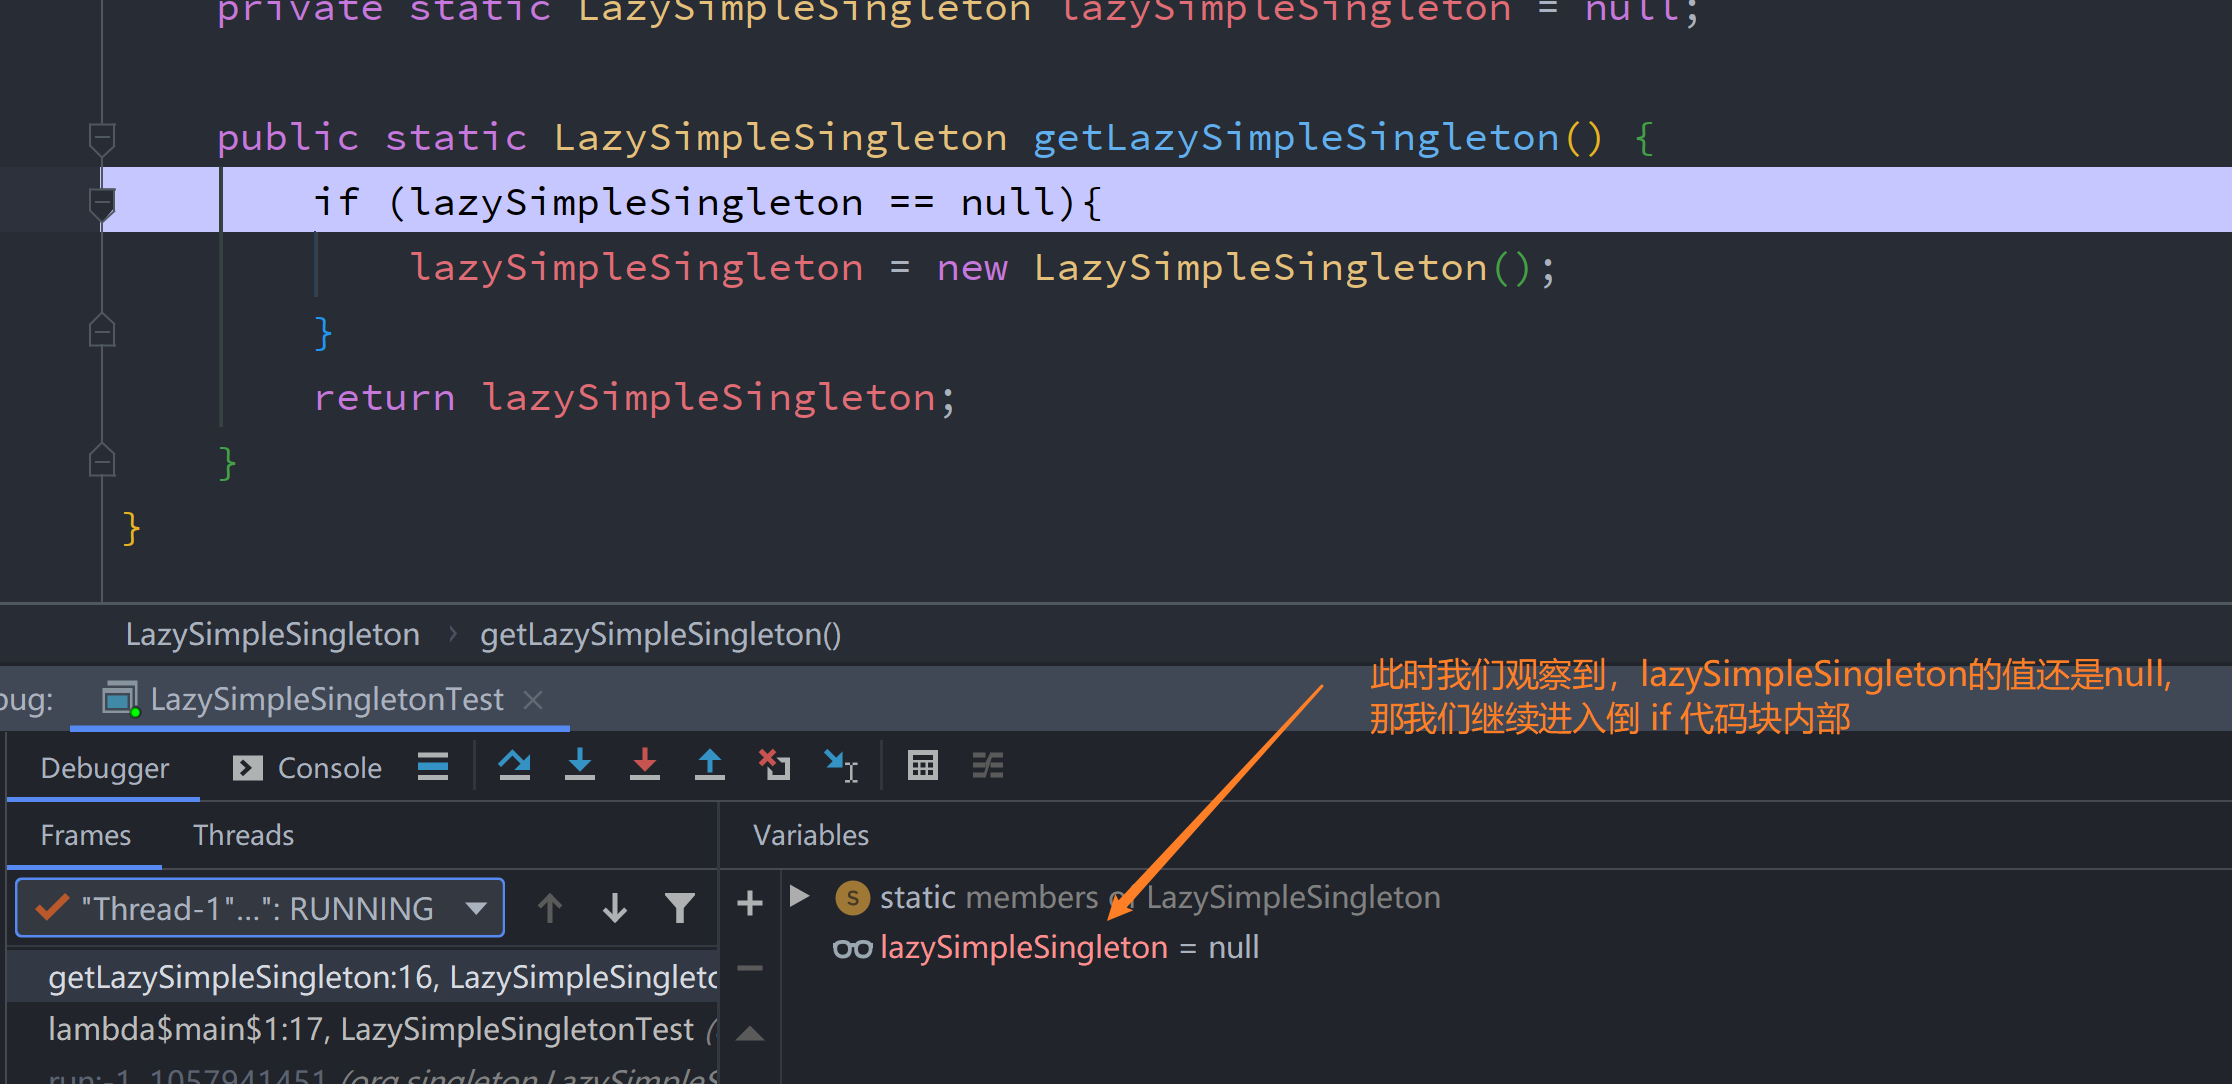 private static LazySimpleSingleton lazySimpleSingleton = null;
public static LazySimpleSingleton getLazySimpleSingleton() {
if (lazySimpleSingleton == null){
lazySimpleSingleton = new LazySimpleSingleton();
}
return lazySimpleSingleton;
}
}
LazySimpleSingleton › getLazySimpleSingleton()
此时我们观察到，lazySimpleSingleton的值还是null,
那我们继续进入倒 if 代码块内部
bug: LazySimpleSingletonTest ×
Debugger Console
Frames Threads Variables
"Thread-1"...": RUNNING
static members of LazySimpleSingleton
lazySimpleSingleton = null
getLazySimpleSingleton:16, LazySimpleSingleto
lambda$main$1:17, LazySimpleSingletonTest (
run:-1, 1057941451 (org.singleton.LazySimpleS